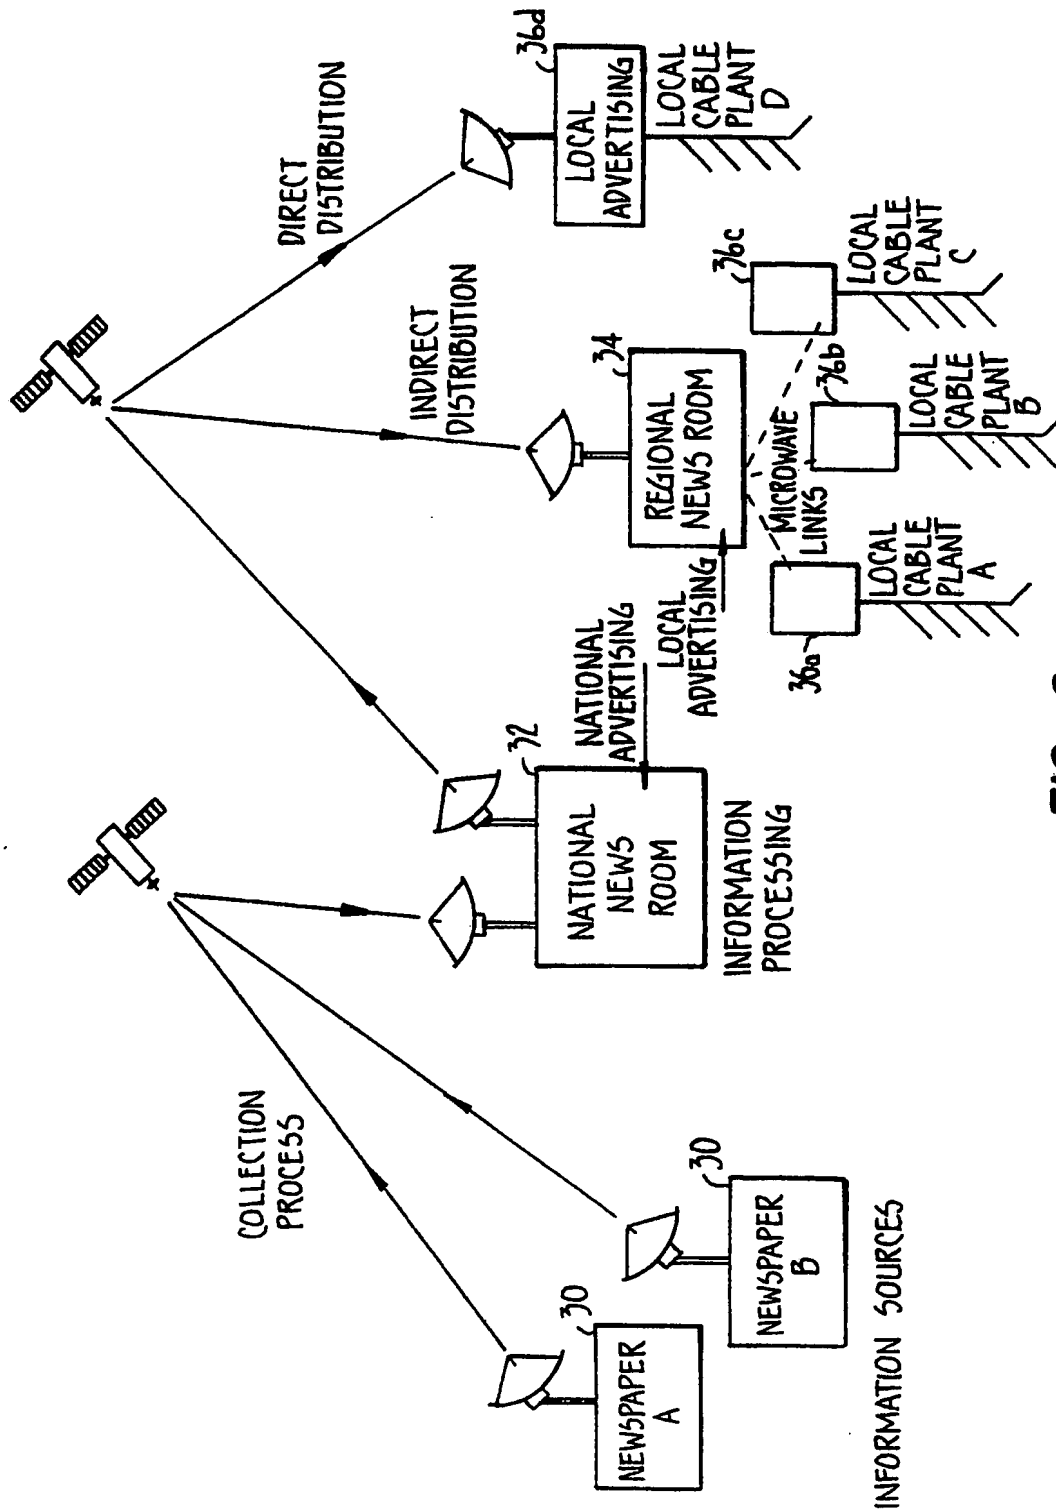 COLLECTION
PROCESS
DIRECT
DISTRIBUTION
INDIRECT
DISTRIBUTION
30
NEWSPAPER
A
30
NEWSPAPER
B
INFORMATION SOURCES
32
NATIONAL
NEWS
ROOM
INFORMATION
PROCESSING
NATIONAL
ADVERTISING
LOCAL
ADVERTISING
34
REGIONAL
NEWS ROOM
MICROWAVE
LINKS
36a
LOCAL
CABLE
PLANT
A
36b
LOCAL
CABLE
PLANT
B
36c
LOCAL
CABLE
PLANT
C
36d
LOCAL
ADVERTISING
LOCAL
CABLE
PLANT
D